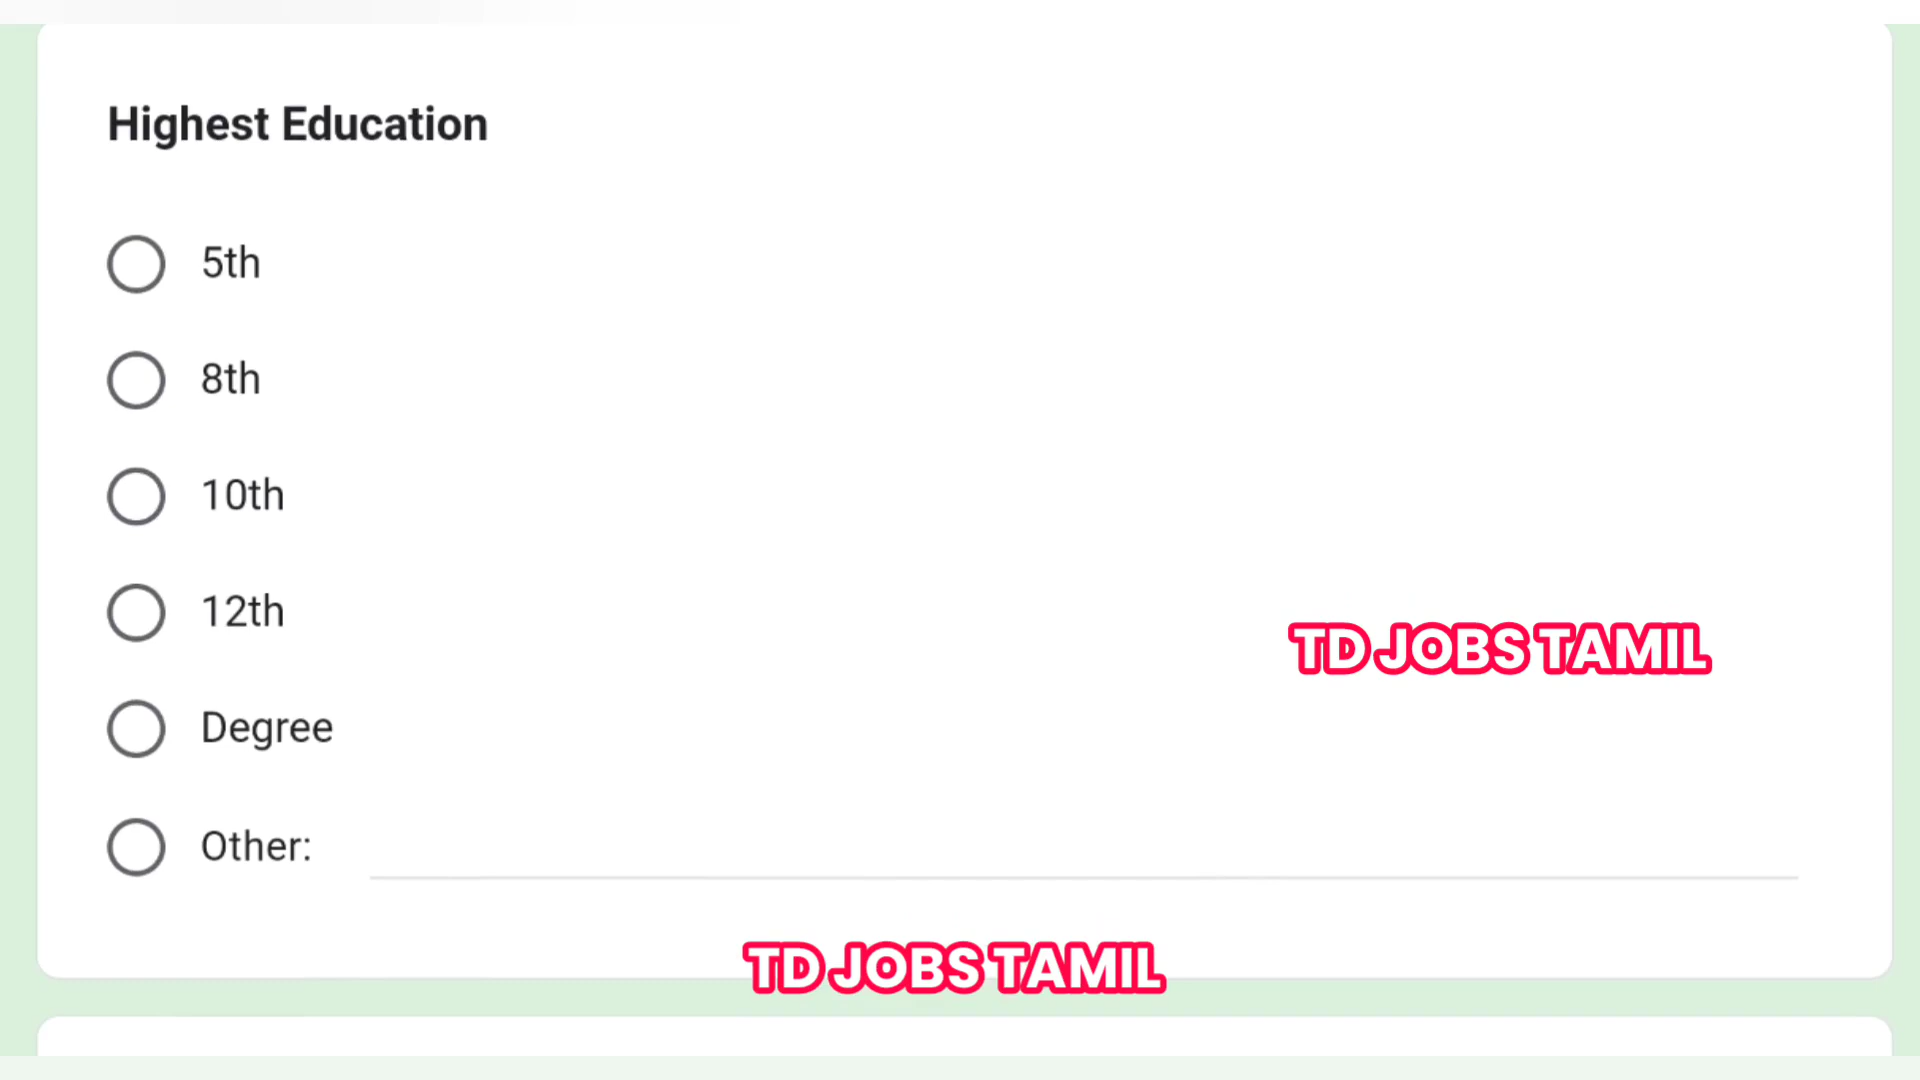 Highest Education
5th
8th
10th
12th
TD JOBS TAMIL
Degree
Other:
TD JOBS TAMIL